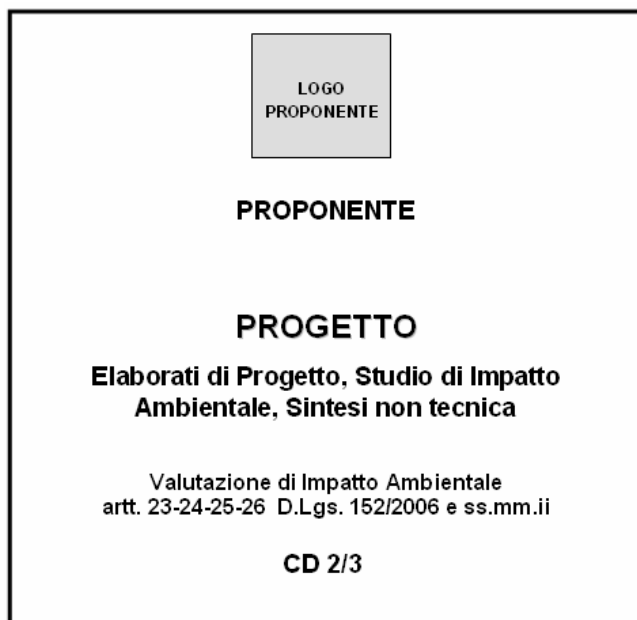 LOGO
PROPONENTE
PROPONENTE
PROGETTO
Elaborati di Progetto, Studio di Impatto
Ambientale, Sintesi non tecnica
Valutazione di Impatto Ambientale
artt. 23-24-25-26 D.Lgs. 152/2006 e ss.mm.ii
CD 2/3